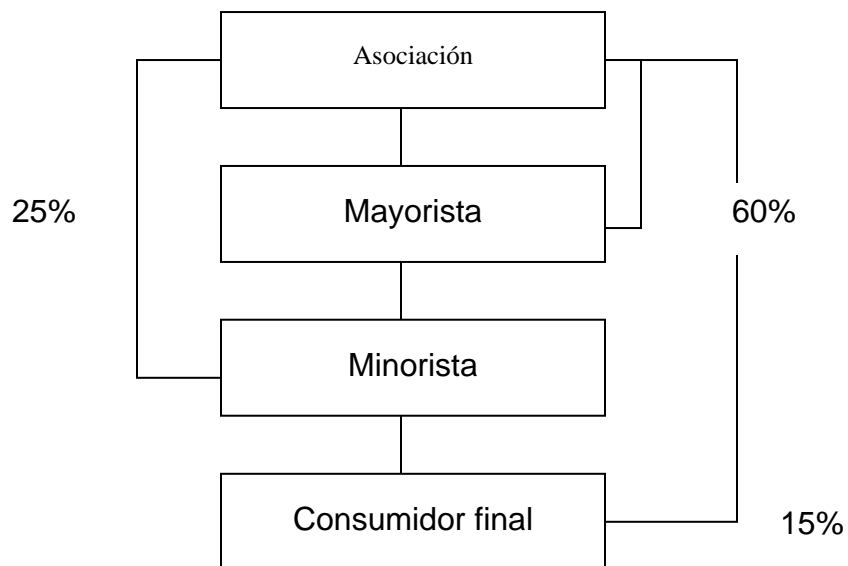 Asociación
25%
Mayorista
60%
Minorista
Consumidor final
15%